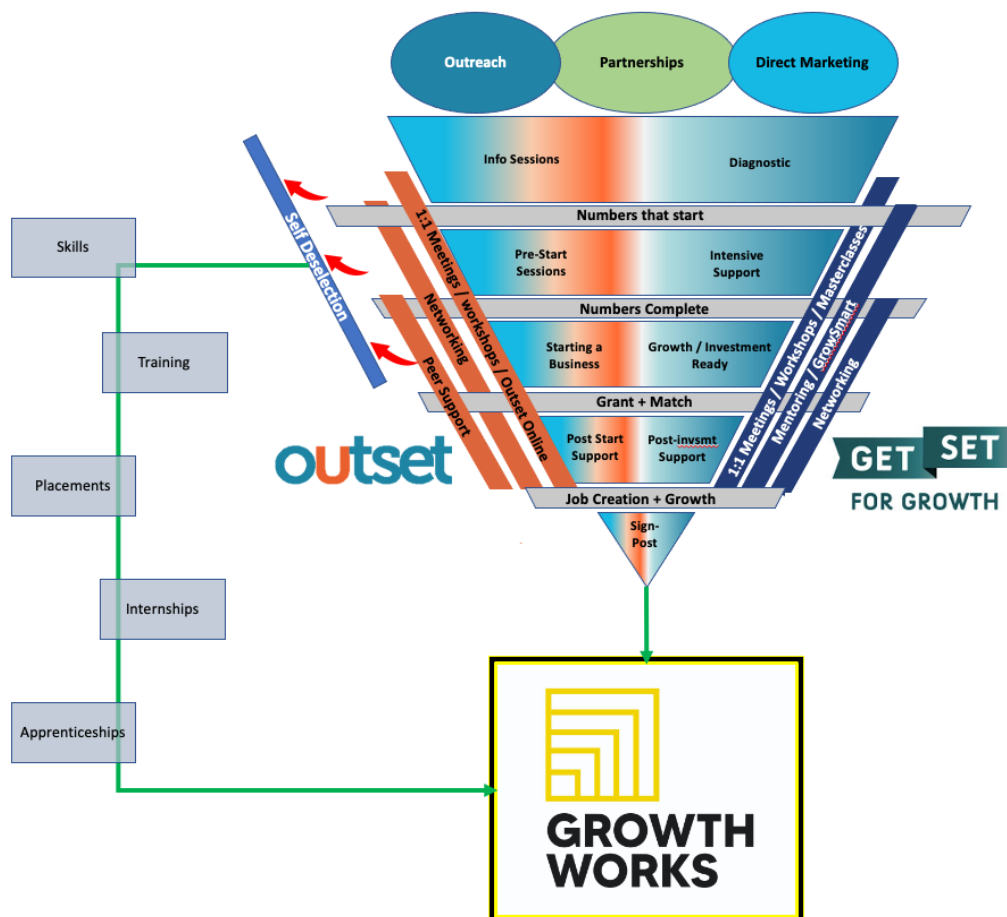 Outreach
Partnerships
Direct Marketing
Info Sessions
Diagnostic
Numbers that start
Pre-Start
Sessions
Intensive
Support
Numbers Complete
Starting a
Business
Growth / Investment
Ready
Grant + Match
Post Start
Support
Post-invsmt
Support
Job Creation + Growth
Sign-
Post
Self Deselection
1:1 Meetings / workshops / Outset Online
Networking
Peer Support
1:1 Meetings / Workshops / Masterclasses
Mentoring / GrowSmart
Networking
outset
GET SET
FOR GROWTH
Skills
Training
Placements
Internships
Apprenticeships
GROWTH
WORKS